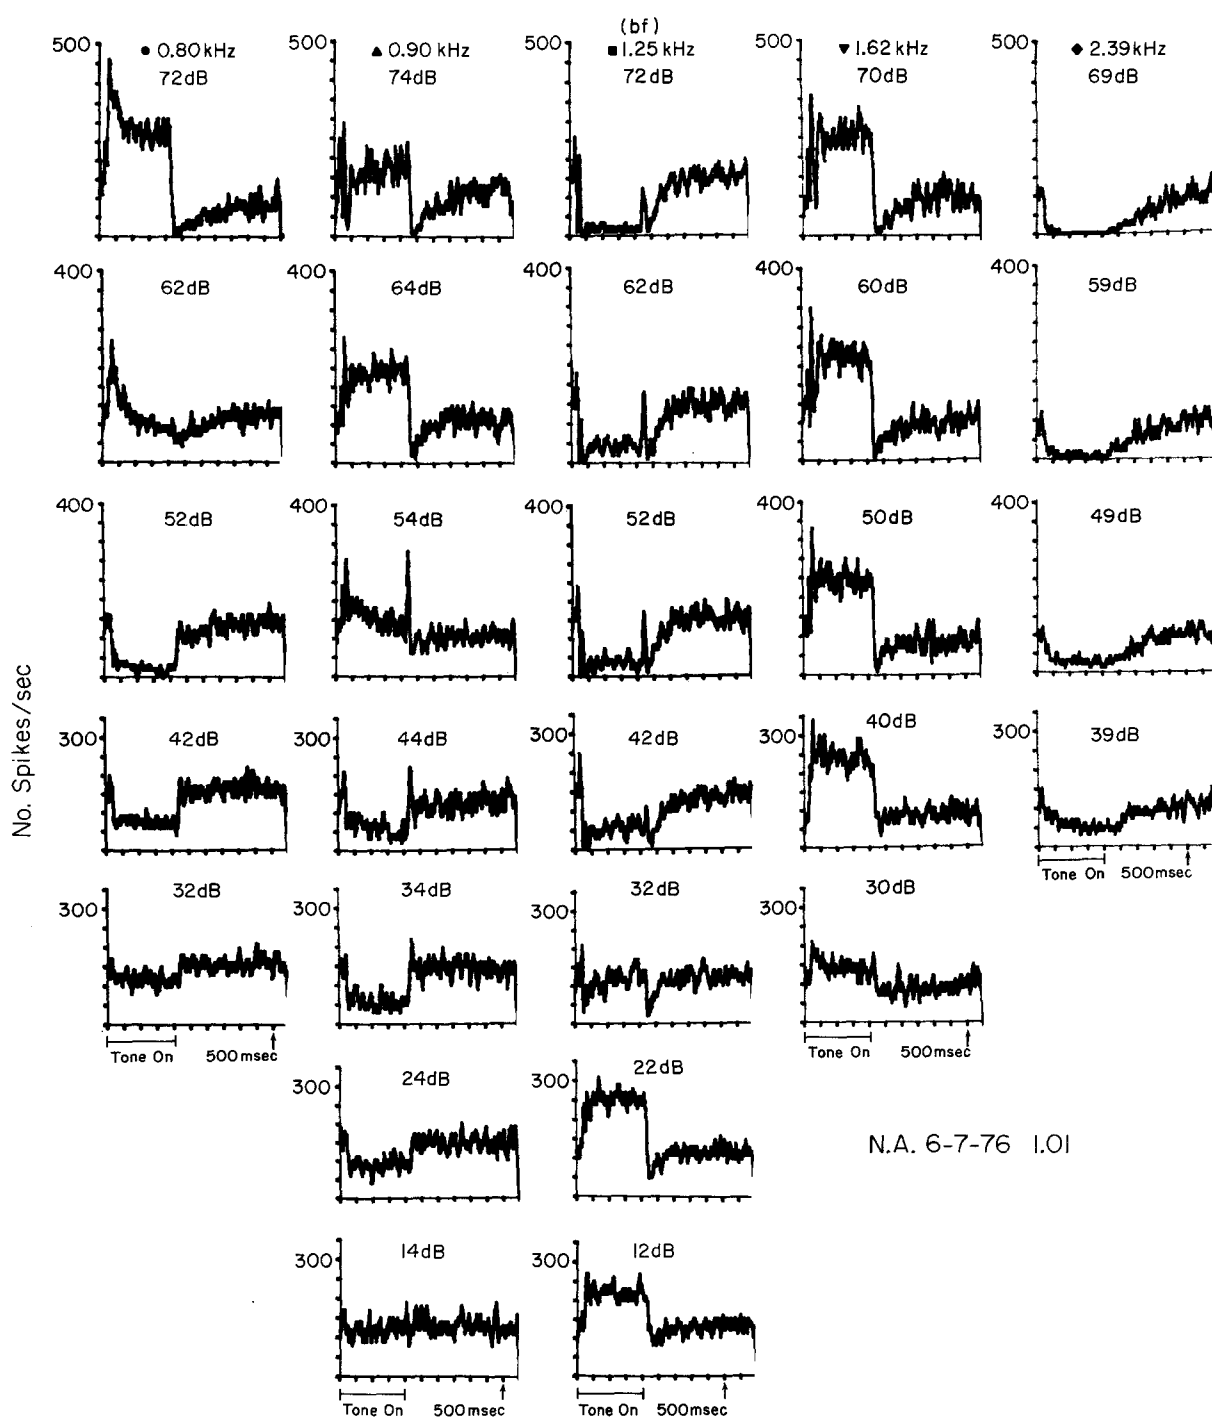 (bf)
500 ● 0.80 kHz 500 ▲ 0.90 kHz 500 ■ 1.25 kHz 500 ▼ 1.62 kHz 500 ◆ 2.39 kHz
72dB 74dB 72dB 70dB 69dB
400 62dB 400 64dB 400 62dB 400 60dB 400 59dB
400 52dB 400 54dB 400 52dB 400 50dB 400 49dB
No. Spikes/sec
300 42dB 300 44dB 300 42dB 300 40dB 300 39dB
Tone On 500msec
300 32dB 300 34dB 300 32dB 300 30dB
Tone On 500msec Tone On 500msec
300 24dB 300 22dB
N.A. 6-7-76 1.01
300 14dB 300 12dB
Tone On 500msec Tone On 500msec